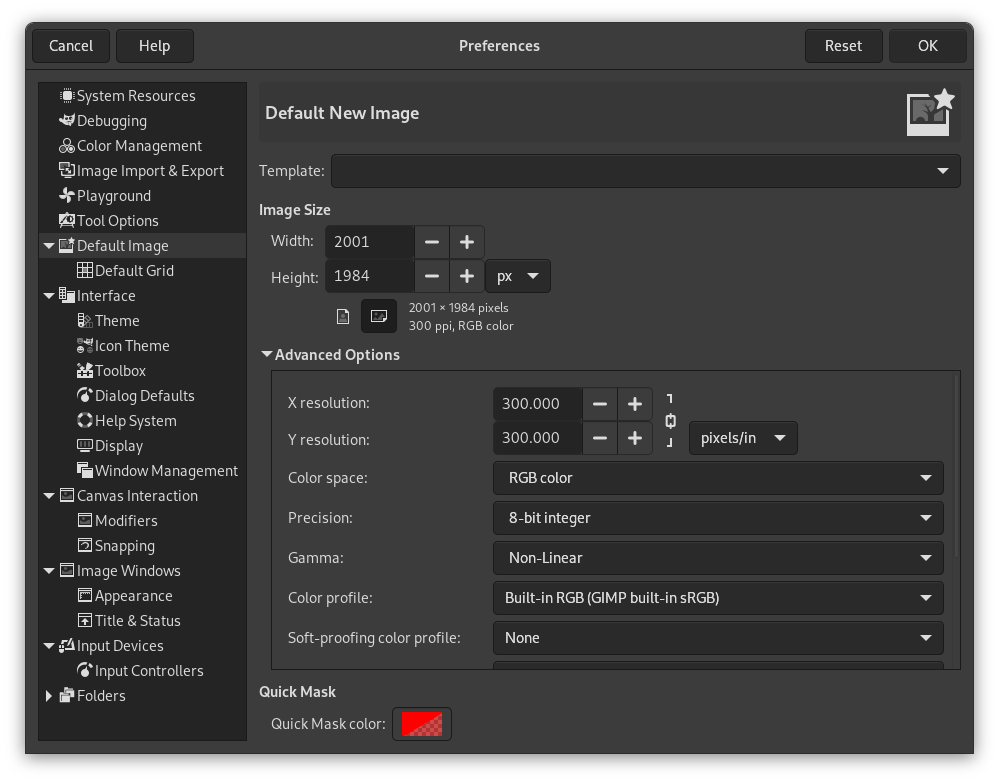 Cancel Help Preferences Reset OK
System Resources
Debugging
Color Management
Image Import & Export
Playground
Tool Options
Default Image
Default Grid
Interface
Theme
Icon Theme
Toolbox
Dialog Defaults
Help System
Display
Window Management
Canvas Interaction
Modifiers
Snapping
Image Windows
Appearance
Title & Status
Input Devices
Input Controllers
Folders
Default New Image
Template:
Image Size
Width: 2001
Height: 1984 px
2001 × 1984 pixels
300 ppi, RGB color
Advanced Options
X resolution: 300.000
Y resolution: 300.000 pixels/in
Color space: RGB color
Precision: 8-bit integer
Gamma: Non-Linear
Color profile: Built-in RGB (GIMP built-in sRGB)
Soft-proofing color profile: None
Quick Mask
Quick Mask color: